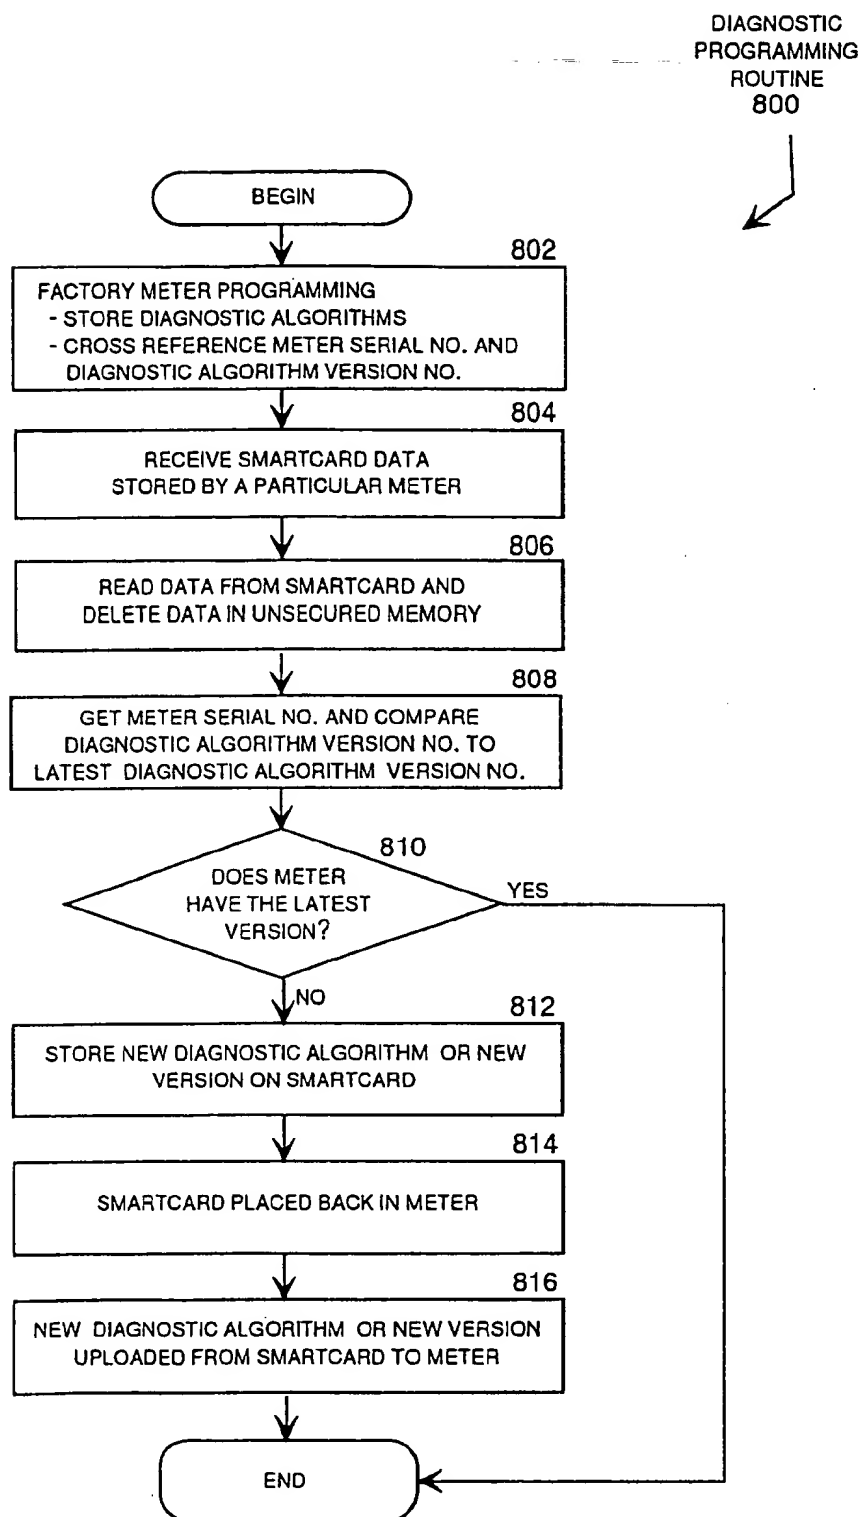 DIAGNOSTIC
PROGRAMMING
ROUTINE
800
BEGIN
802
FACTORY METER PROGRAMMING
- STORE DIAGNOSTIC ALGORITHMS
- CROSS REFERENCE METER SERIAL NO. AND
DIAGNOSTIC ALGORITHM VERSION NO.
804
RECEIVE SMARTCARD DATA
STORED BY A PARTICULAR METER
806
READ DATA FROM SMARTCARD AND
DELETE DATA IN UNSECURED MEMORY
808
GET METER SERIAL NO. AND COMPARE
DIAGNOSTIC ALGORITHM VERSION NO. TO
LATEST DIAGNOSTIC ALGORITHM VERSION NO.
810
DOES METER
HAVE THE LATEST
VERSION?
YES
NO
812
STORE NEW DIAGNOSTIC ALGORITHM OR NEW
VERSION ON SMARTCARD
814
SMARTCARD PLACED BACK IN METER
816
NEW DIAGNOSTIC ALGORITHM OR NEW VERSION
UPLOADED FROM SMARTCARD TO METER
END